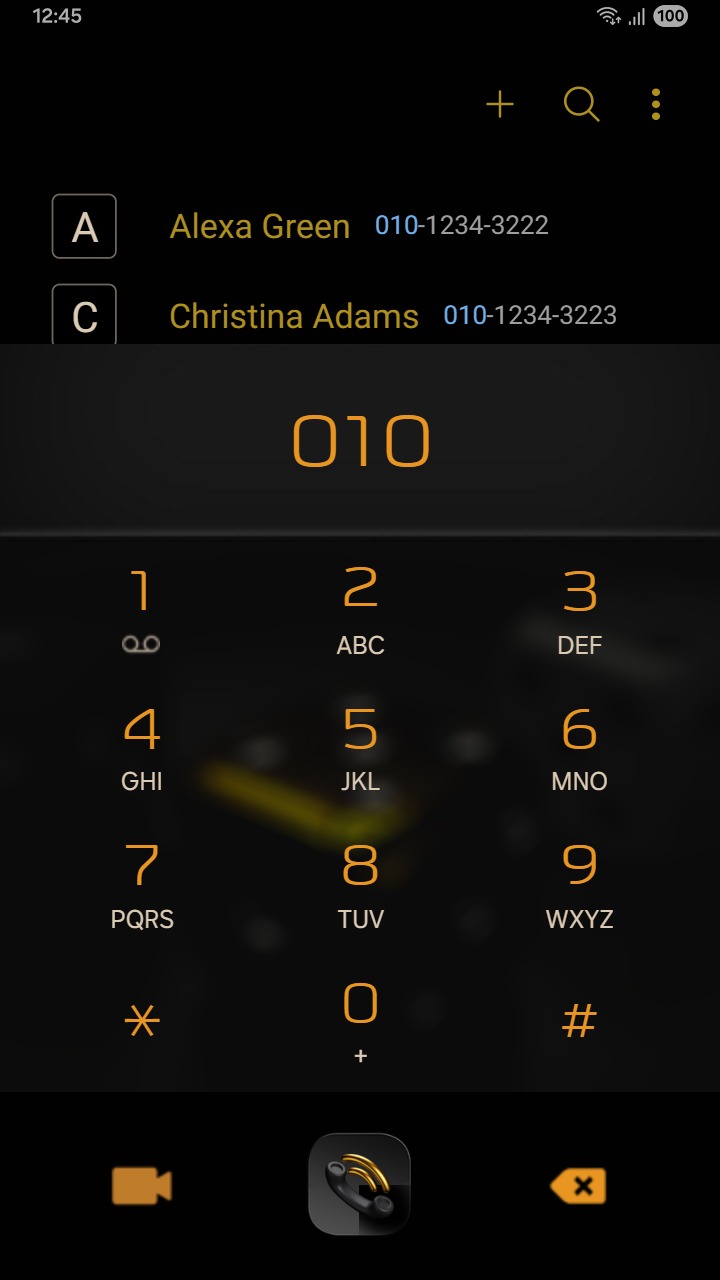 12:45 100
A Alexa Green 010-1234-3222
C Christina Adams 010-1234-3223
010
1 2 3
ABC DEF
4 5 6
GHI JKL MNO
7 8 9
PQRS TUV WXYZ
* 0 #
+